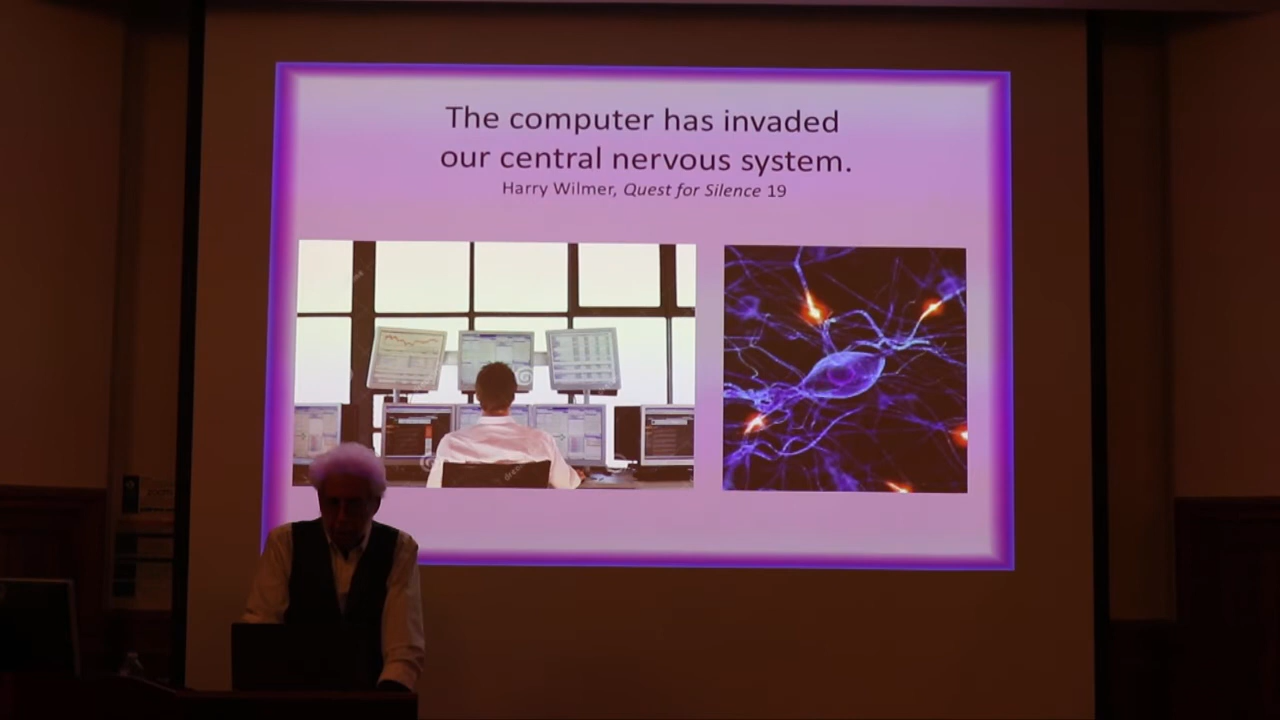 The computer has invaded
our central nervous system.
Harry Wilmer, Quest for Silence 19